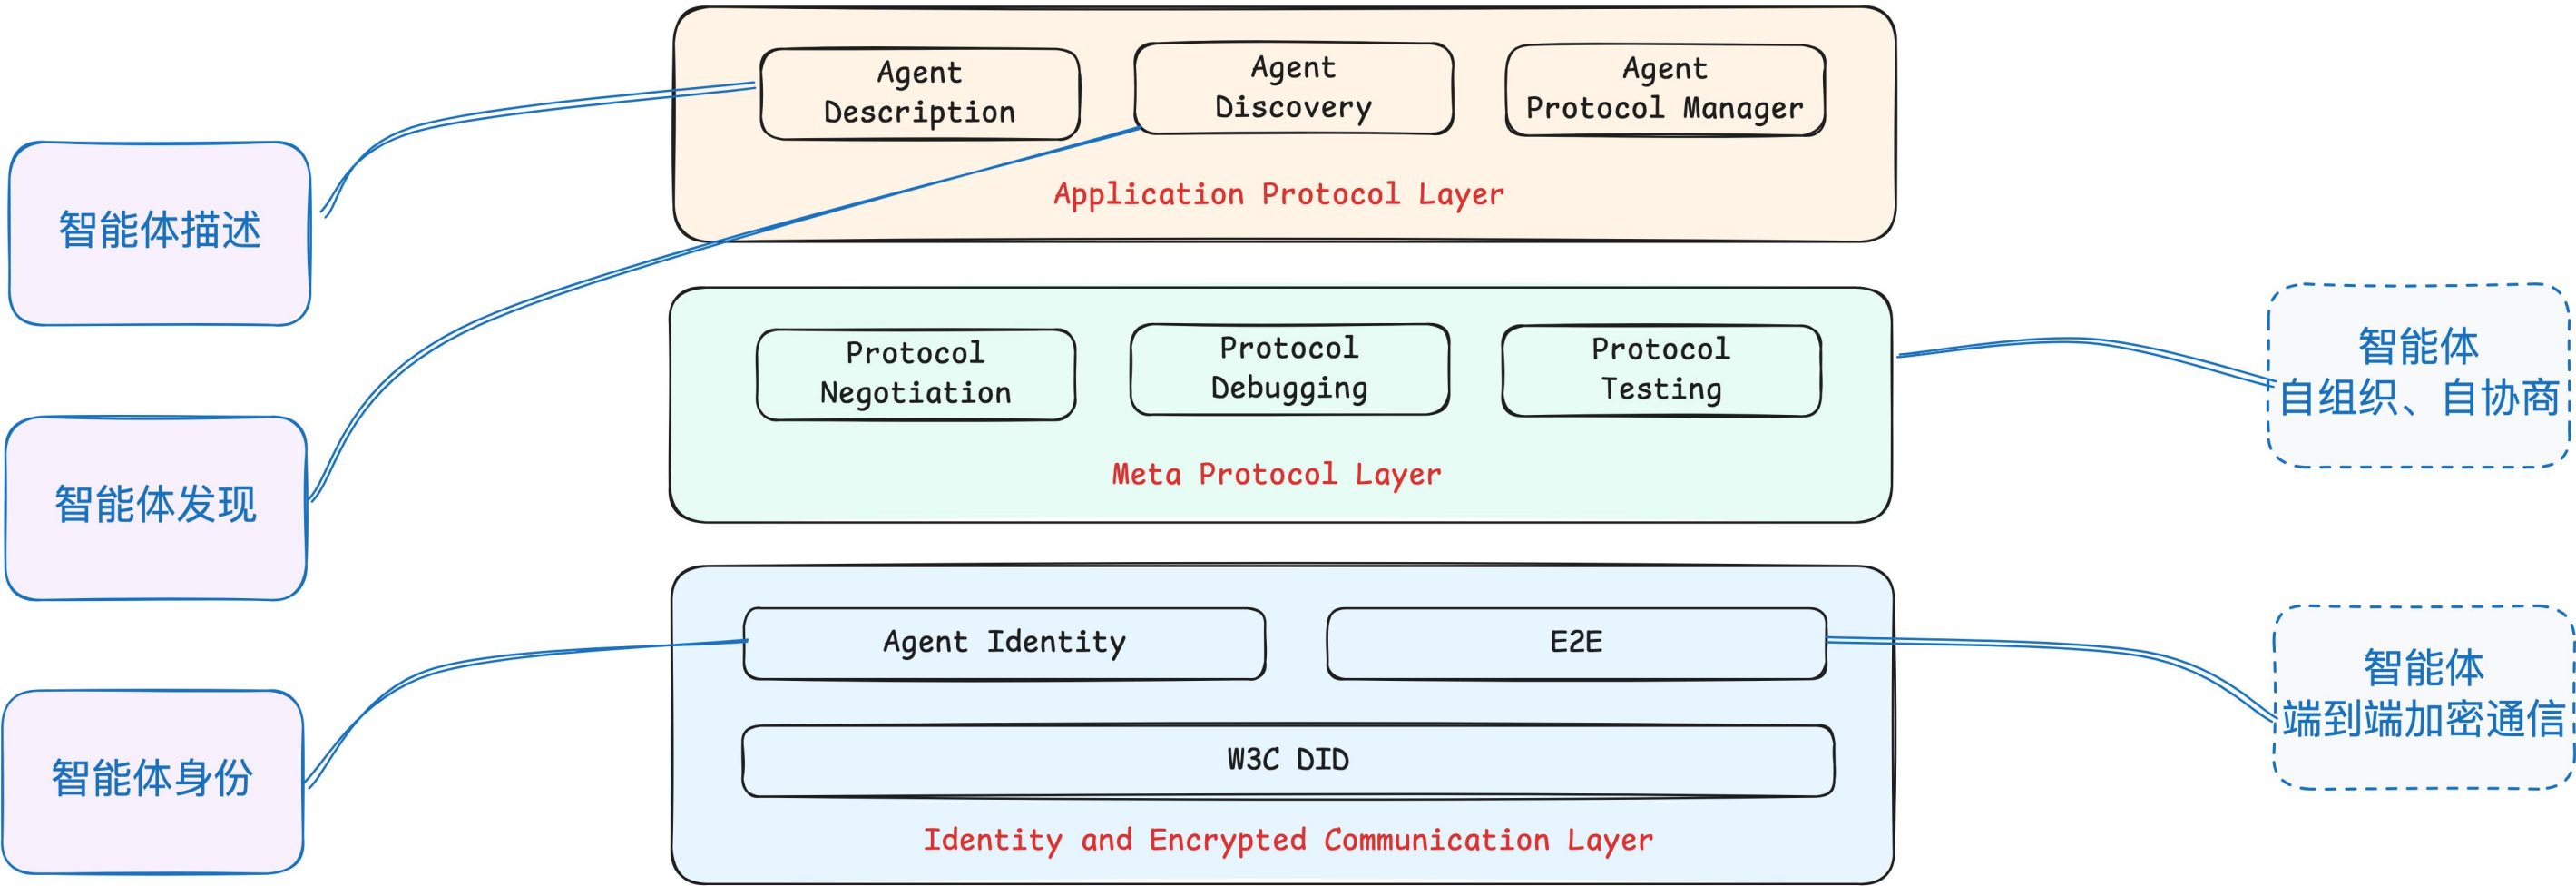 Agent
Description
Agent
Discovery
Agent
Protocol Manager
Application Protocol Layer
智能体描述
Protocol
Negotiation
Protocol
Debugging
Protocol
Testing
Meta Protocol Layer
智能体
自组织、自协商
智能体发现
Agent Identity
E2E
W3C DID
Identity and Encrypted Communication Layer
智能体身份
智能体
端到端加密通信